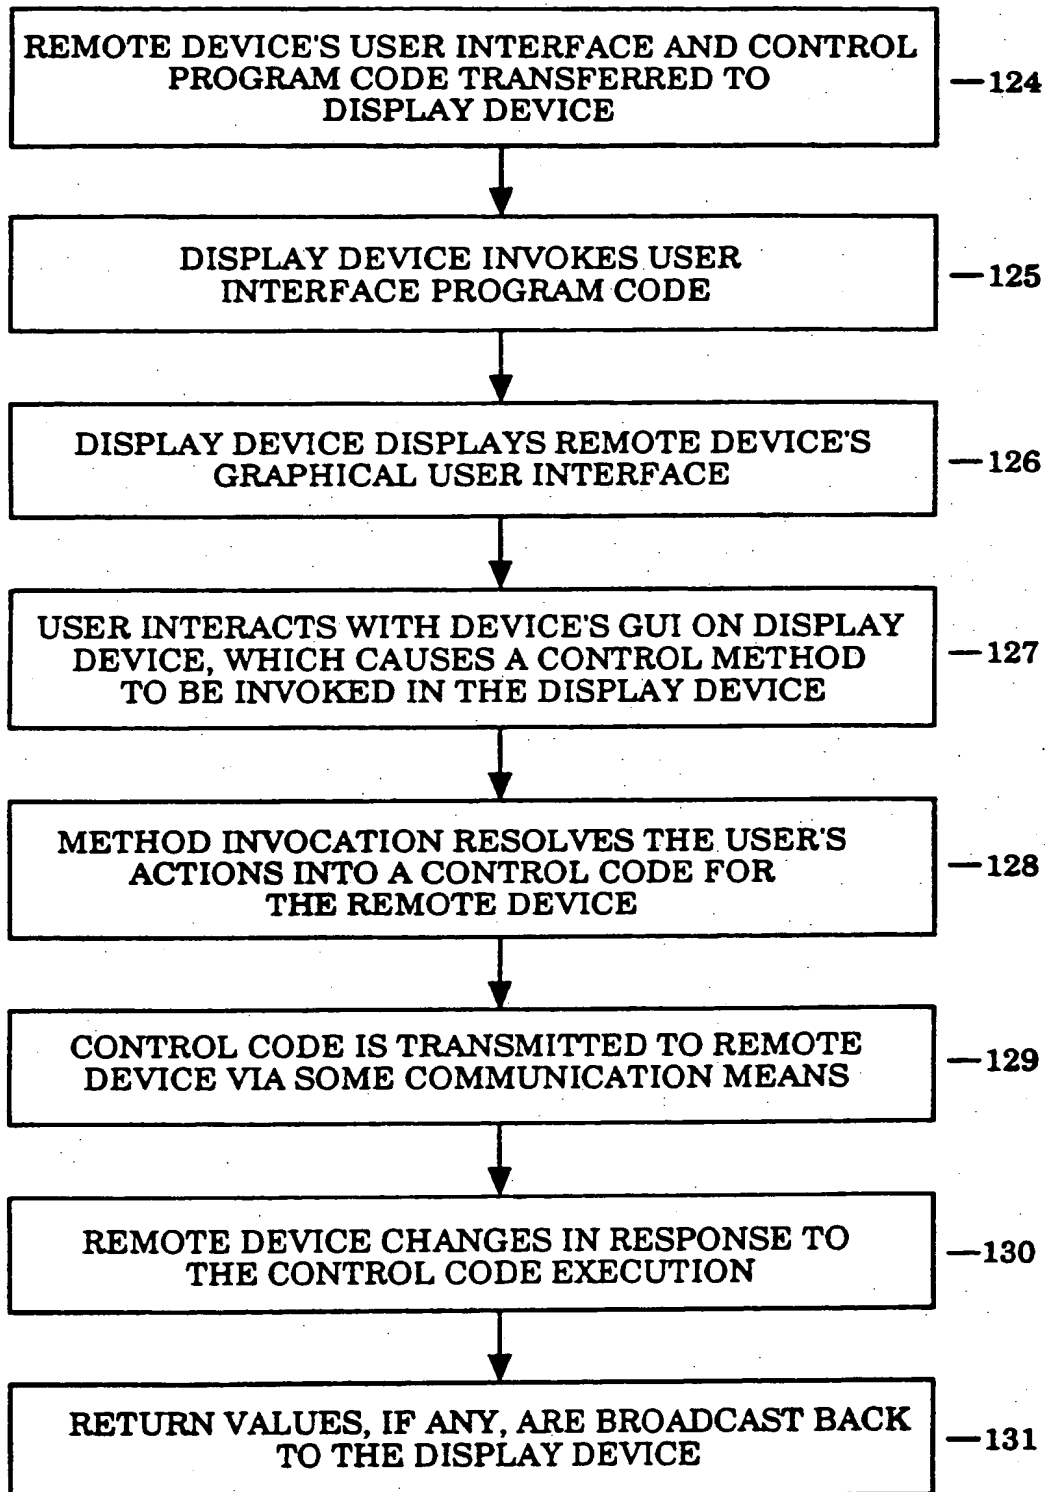 REMOTE DEVICE'S USER INTERFACE AND CONTROL
PROGRAM CODE TRANSFERRED TO
DISPLAY DEVICE
124
DISPLAY DEVICE INVOKES USER
INTERFACE PROGRAM CODE
125
DISPLAY DEVICE DISPLAYS REMOTE DEVICE'S
GRAPHICAL USER INTERFACE
126
USER INTERACTS WITH DEVICE'S GUI ON DISPLAY
DEVICE, WHICH CAUSES A CONTROL METHOD
TO BE INVOKED IN THE DISPLAY DEVICE
127
METHOD INVOCATION RESOLVES THE USER'S
ACTIONS INTO A CONTROL CODE FOR
THE REMOTE DEVICE
128
CONTROL CODE IS TRANSMITTED TO REMOTE
DEVICE VIA SOME COMMUNICATION MEANS
129
REMOTE DEVICE CHANGES IN RESPONSE TO
THE CONTROL CODE EXECUTION
130
RETURN VALUES, IF ANY, ARE BROADCAST BACK
TO THE DISPLAY DEVICE
131